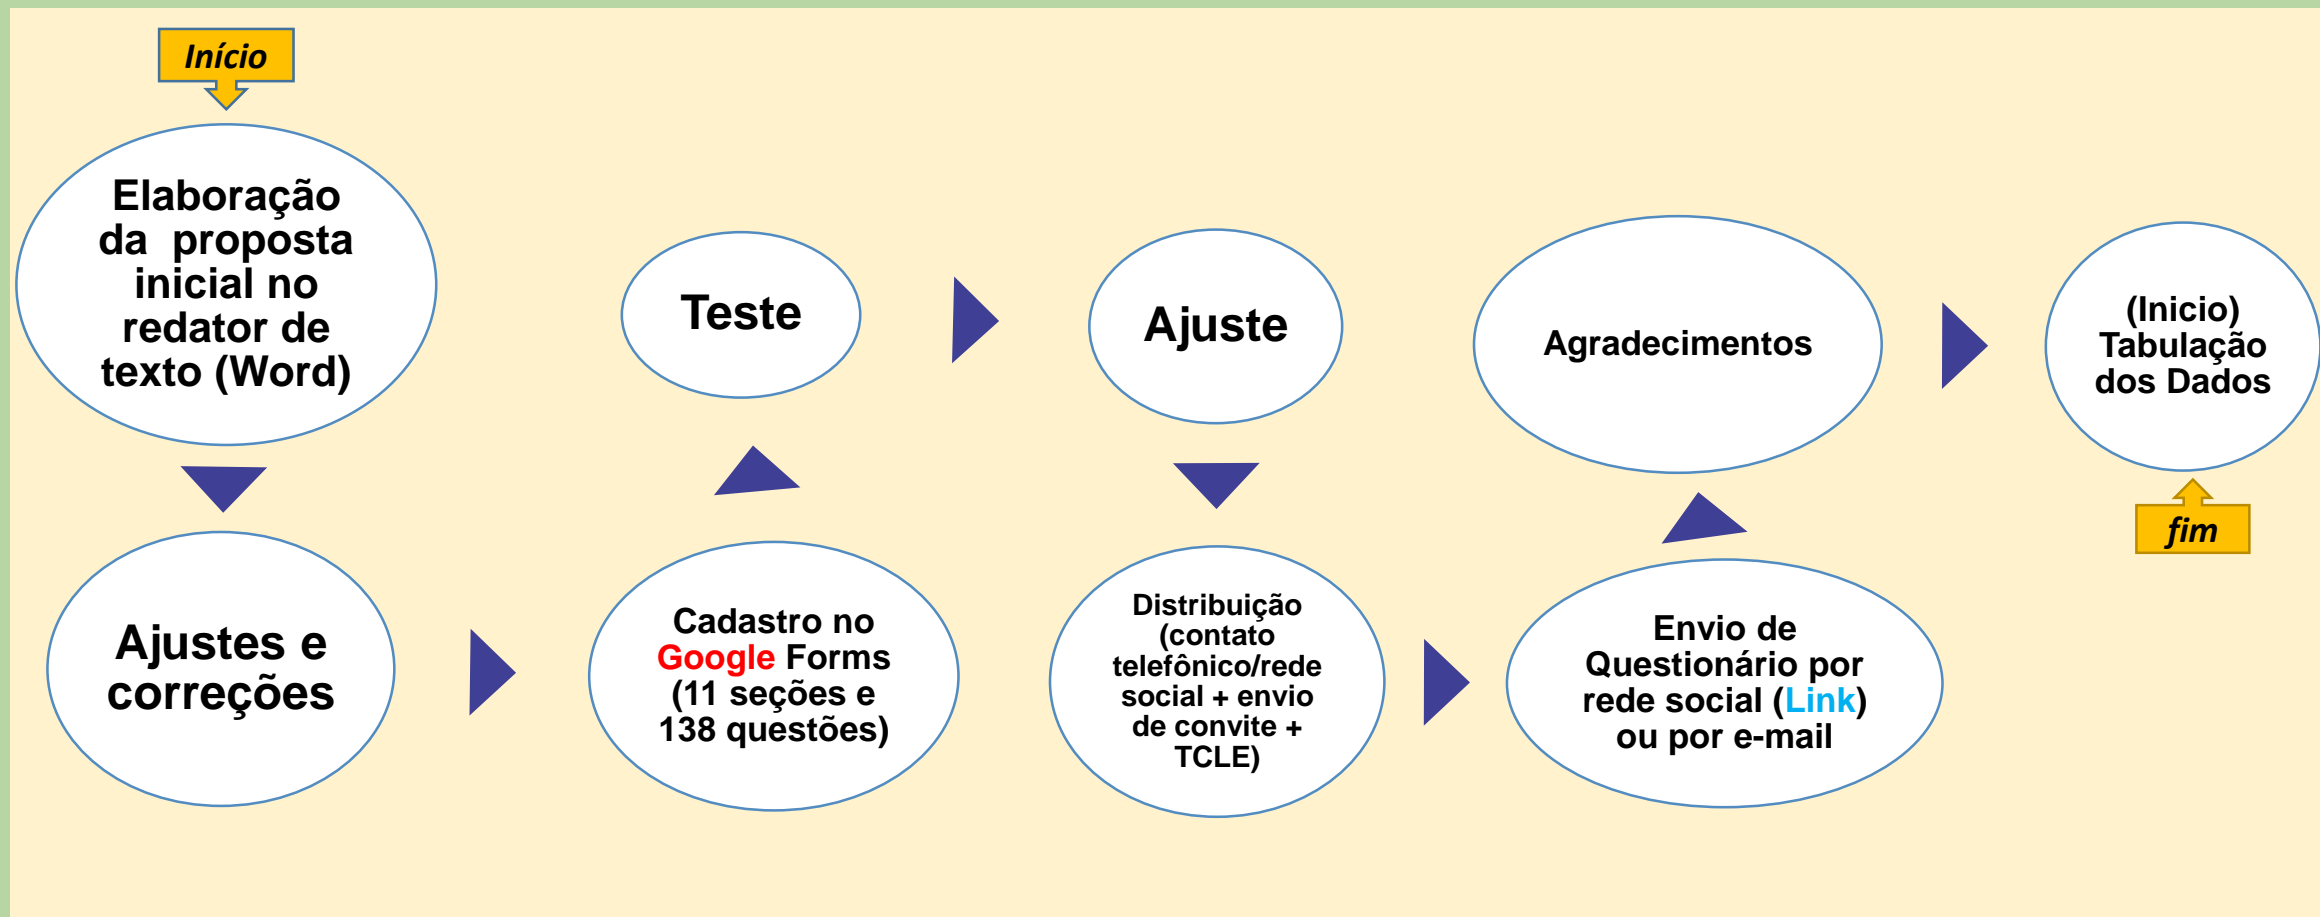 Início
Elaboração
da proposta
inicial no
redator de
texto (Word)
Ajustes e
correções
Cadastro no
Google Forms
(11 seções e
138 questões)
Teste
Ajuste
Distribuição
(contato
telefônico/rede
social + envio
de convite +
TCLE)
Envio de
Questionário por
rede social (Link)
ou por e-mail
Agradecimentos
(Inicio)
Tabulação
dos Dados
fim